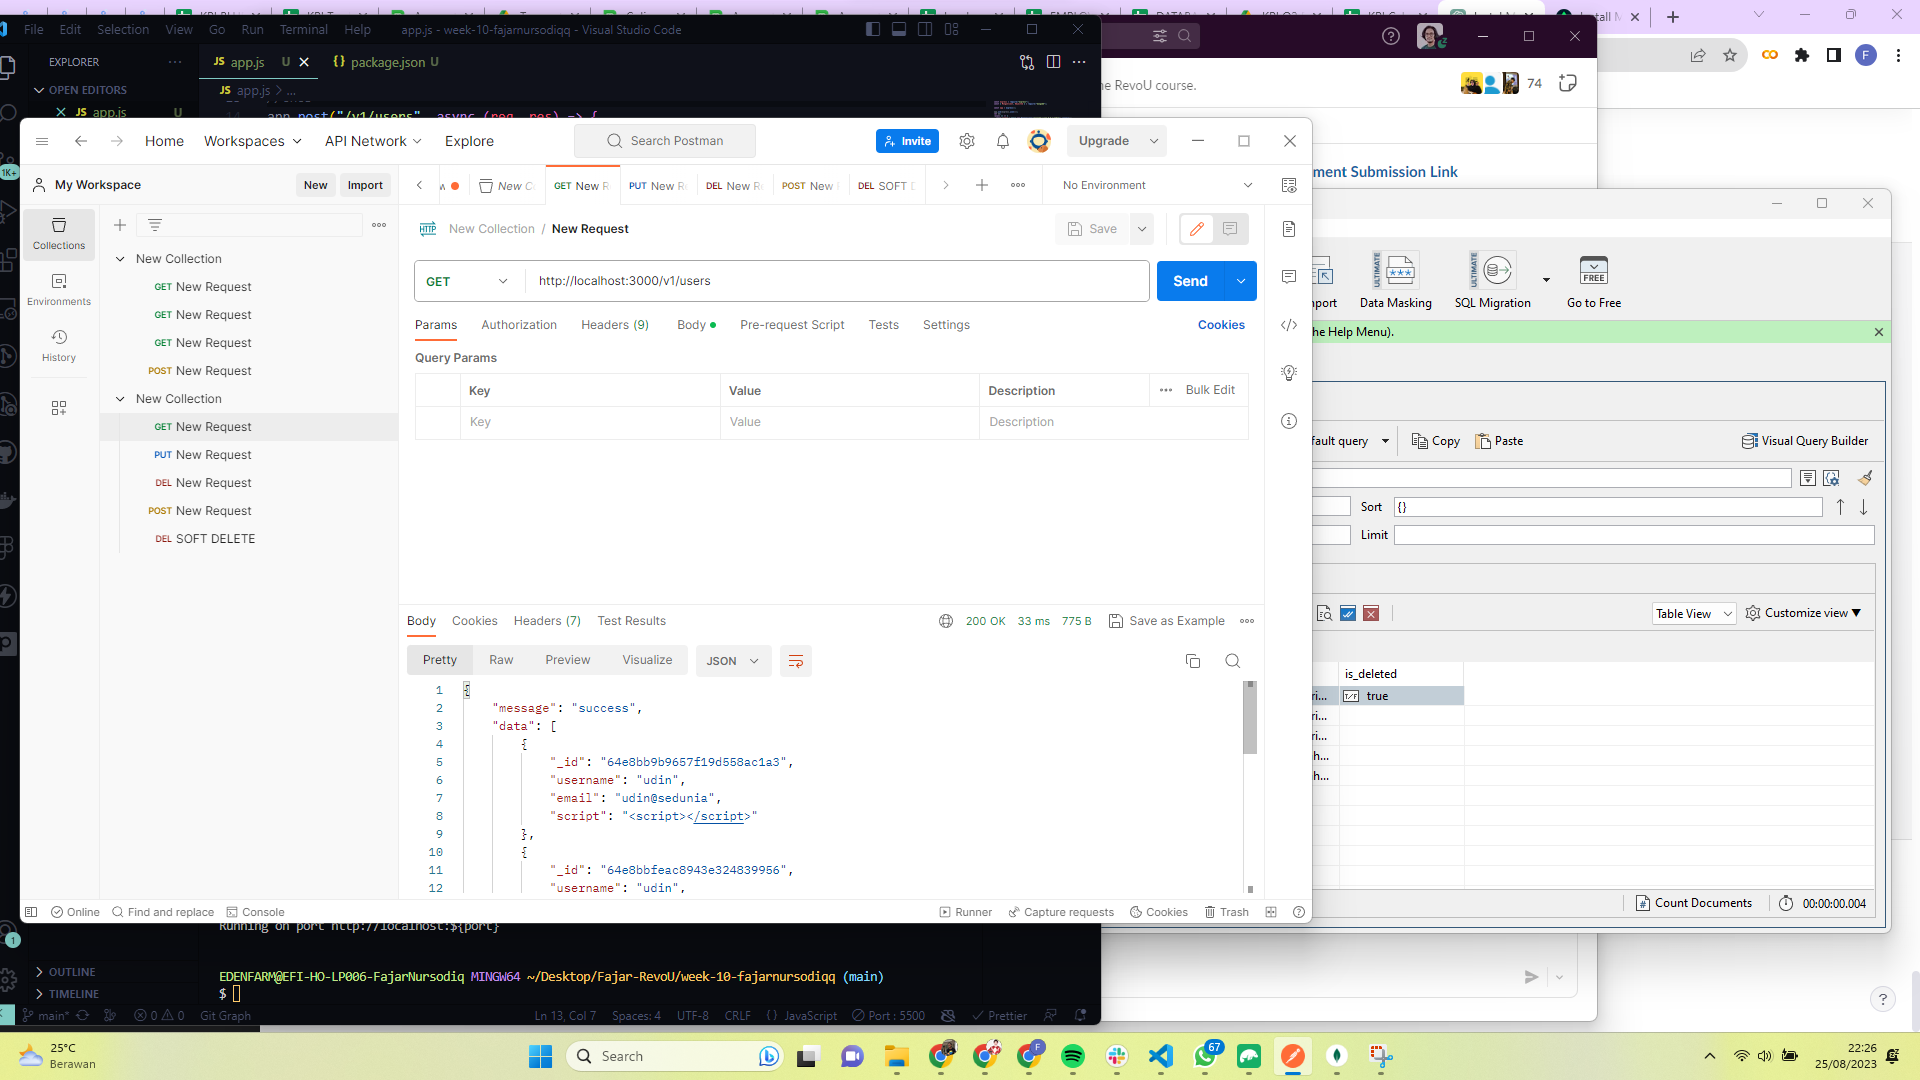 File Edit Selection View Go Run Terminal Help
app.js - week-10-fajarnursodiqq - Visual Studio Code
EXPLORER
JS app.js U
{} package.json U
OPEN EDITORS
JS app.js > ...
JS app.js U
app.post("/v1/users", async (req, res) => {
he RevoU course.
74
ment Submission Link
Home Workspaces API Network Explore
Search Postman
Invite
Upgrade
My Workspace
New Import
GET New R
PUT New R
DEL New R
POST New
DEL SOFT D
No Environment
Collections
Environments
History
New Collection
GET New Request
GET New Request
GET New Request
POST New Request
New Collection
GET New Request
PUT New Request
DEL New Request
POST New Request
DEL SOFT DELETE
HTTP New Collection / New Request
Save
GET http://localhost:3000/v1/users
Send
Params Authorization Headers (9) Body Pre-request Script Tests Settings
Cookies
Query Params
Key Value Description Bulk Edit
Key Value Description
Body Cookies Headers (7) Test Results
200 OK 33 ms 775 B Save as Example
Pretty Raw Preview Visualize JSON
1 {
2 "message": "success",
3 "data": [
4 {
5 "_id": "64e8bb9b9657f19d558ac1a3",
6 "username": "udin",
7 "email": "udin@sedunia",
8 "script": "<script></script>"
9 },
10 {
11 "_id": "64e8bbfeac8943e324839956",
12 "username": "udin",
Online Find and replace Console
Runner Capture requests Cookies Trash
port Data Masking SQL Migration Go to Free
ULTIMATE
ULTIMATE
FREE
he Help Menu).
fault query Copy Paste Visual Query Builder
Sort {}
Limit
Table View Customize view
is_deleted
ri... T/F true
ri...
ri...
h...
h...
Count Documents 00:00:00.004
Running on port http://localhost:${port}
EDENFARM@EFI-HO-LP006-FajarNursodiq MINGW64 ~/Desktop/Fajar-RevoU/week-10-fajarnursodiqq (main)
$
OUTLINE
TIMELINE
main* 0 0 Git Graph
Ln 13, Col 7 Spaces: 4 UTF-8 CRLF {} JavaScript Port : 5500 Prettier
25°C
Berawan
Search
67
22:26
25/08/2023